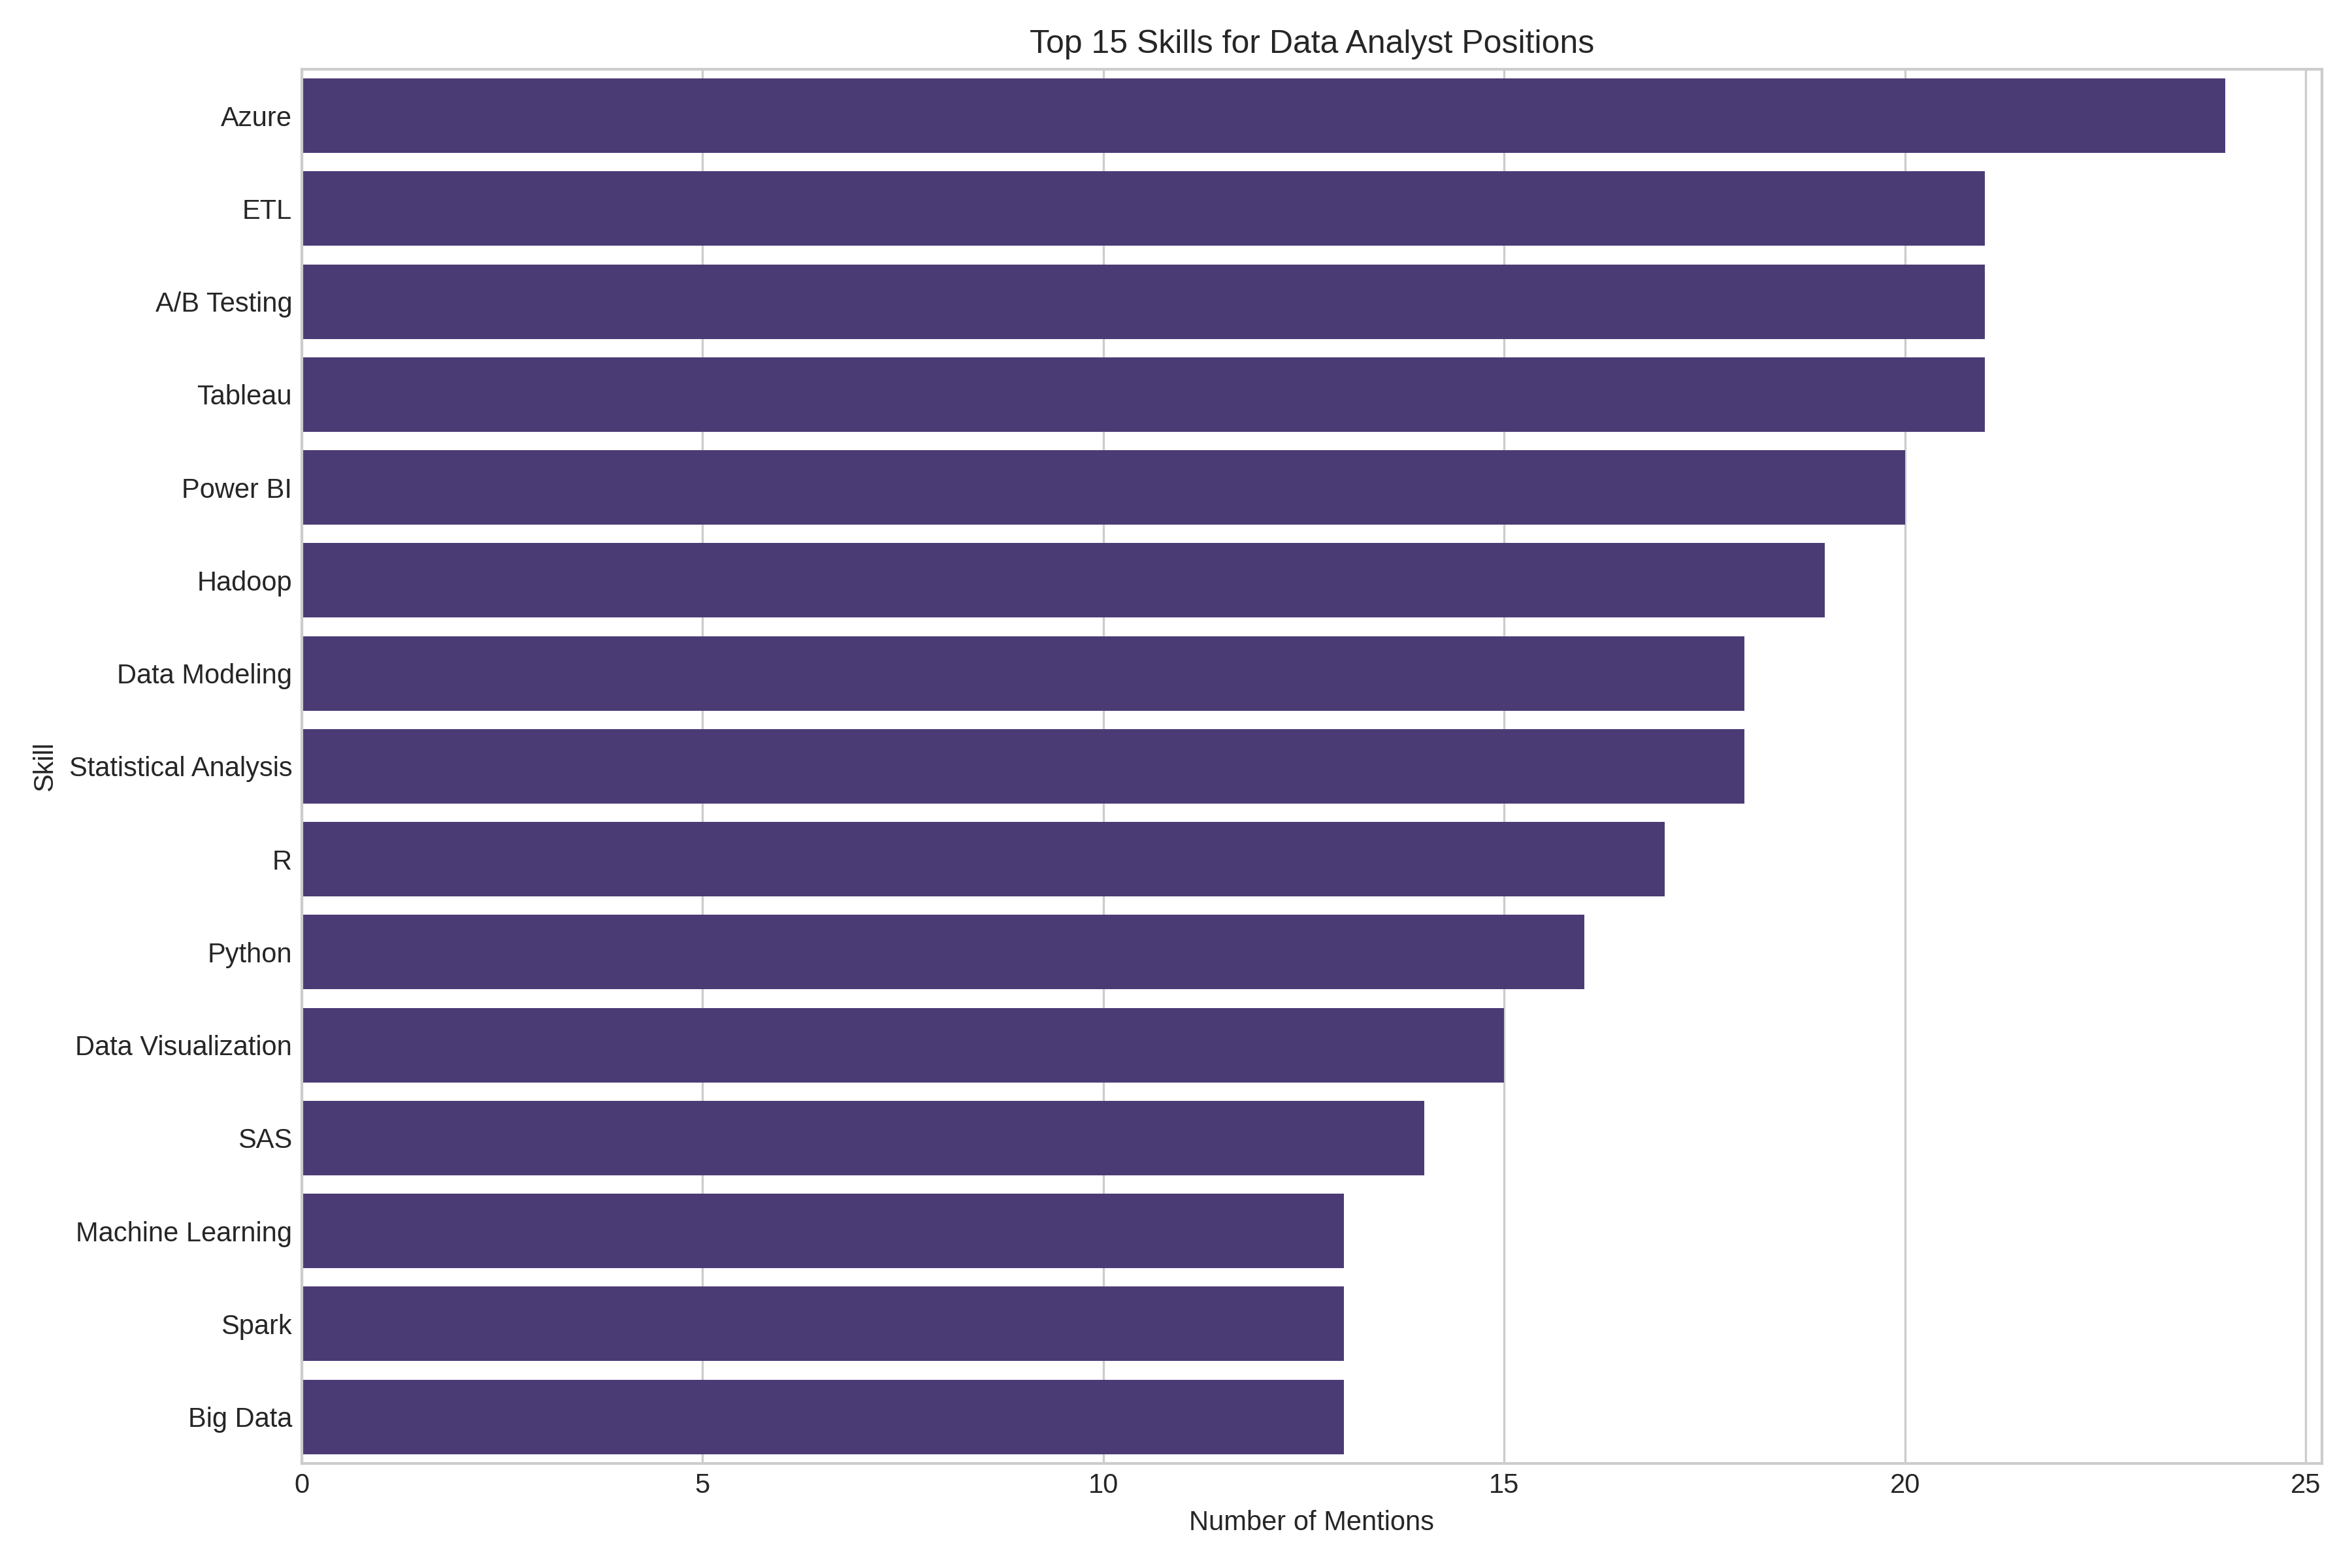 Top 15 Skills for Data Analyst Positions
Azure
ETL
A/B Testing
Tableau
Power BI
Hadoop
Data Modeling
Statistical Analysis
R
Python
Data Visualization
SAS
Machine Learning
Spark
Big Data
Skill
0 5 10 15 20 25
Number of Mentions